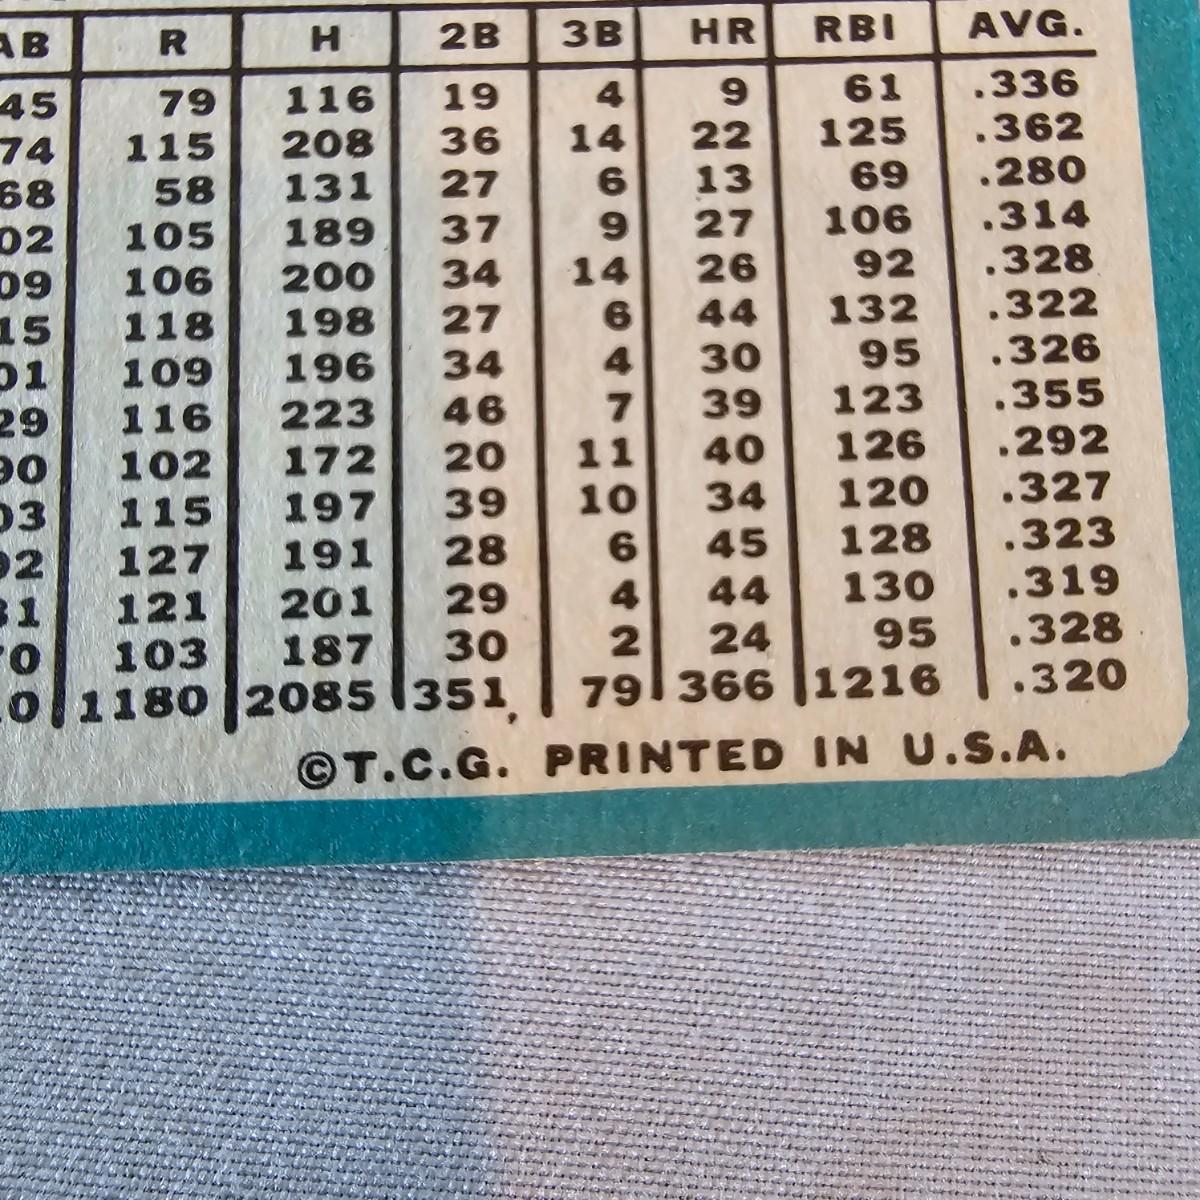 AB R H 2B 3B HR RBI AVG.
45 79 116 19 4 9 61 .336
74 115 208 36 14 22 125 .362
68 58 131 27 6 13 69 .280
02 105 189 37 9 27 106 .314
09 106 200 34 14 26 92 .328
15 118 198 27 6 44 132 .322
01 109 196 34 4 30 95 .326
29 116 223 46 7 39 123 .355
90 102 172 20 11 40 126 .292
03 115 197 39 10 34 120 .327
92 127 191 28 6 45 128 .323
31 121 201 29 4 44 130 .319
70 103 187 30 2 24 95 .328
0 1180 2085 351 79 366 1216 .320
©T.C.G. PRINTED IN U.S.A.